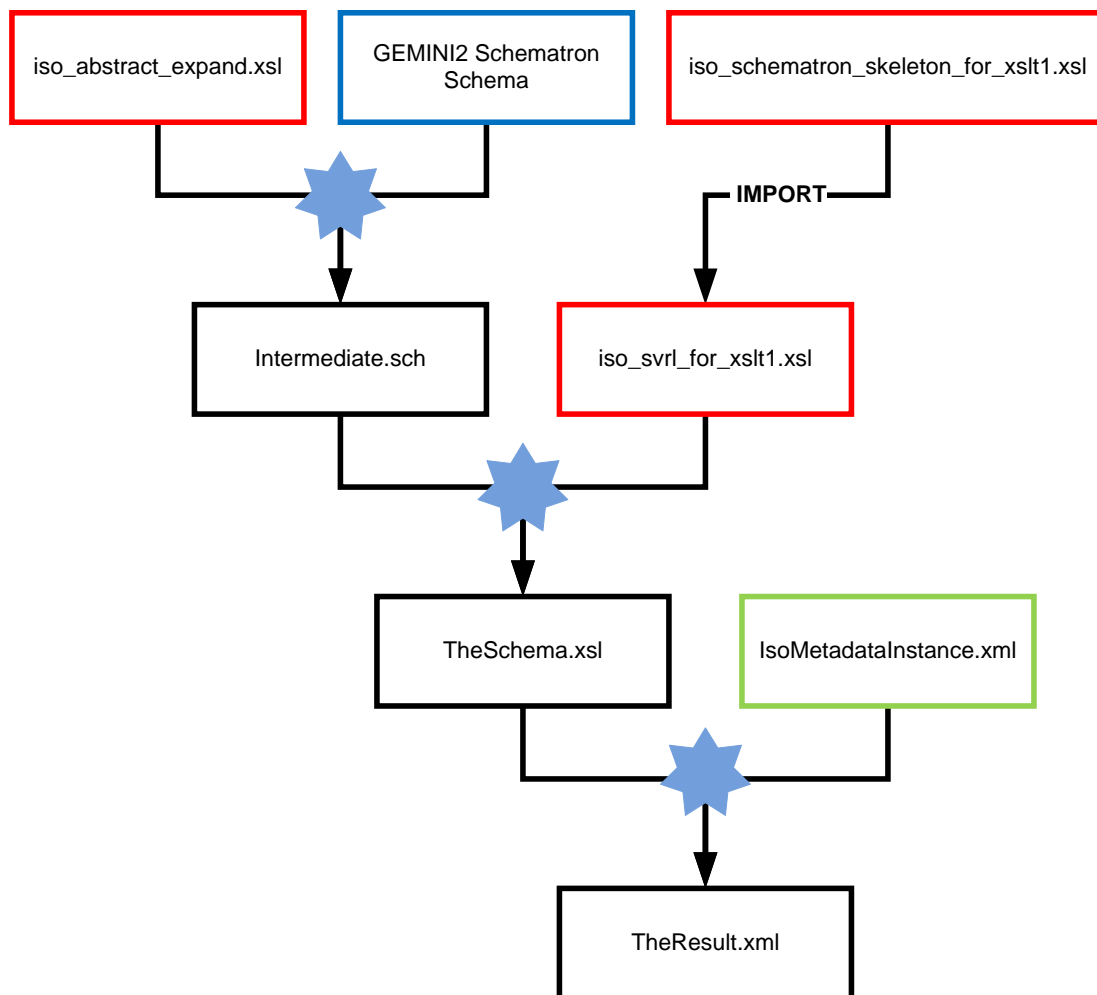 iso_abstract_expand.xsl
GEMINI2 Schematron
Schema
iso_schematron_skeleton_for_xslt1.xsl
IMPORT
Intermediate.sch
iso_svrl_for_xslt1.xsl
TheSchema.xsl
IsoMetadataInstance.xml
TheResult.xml